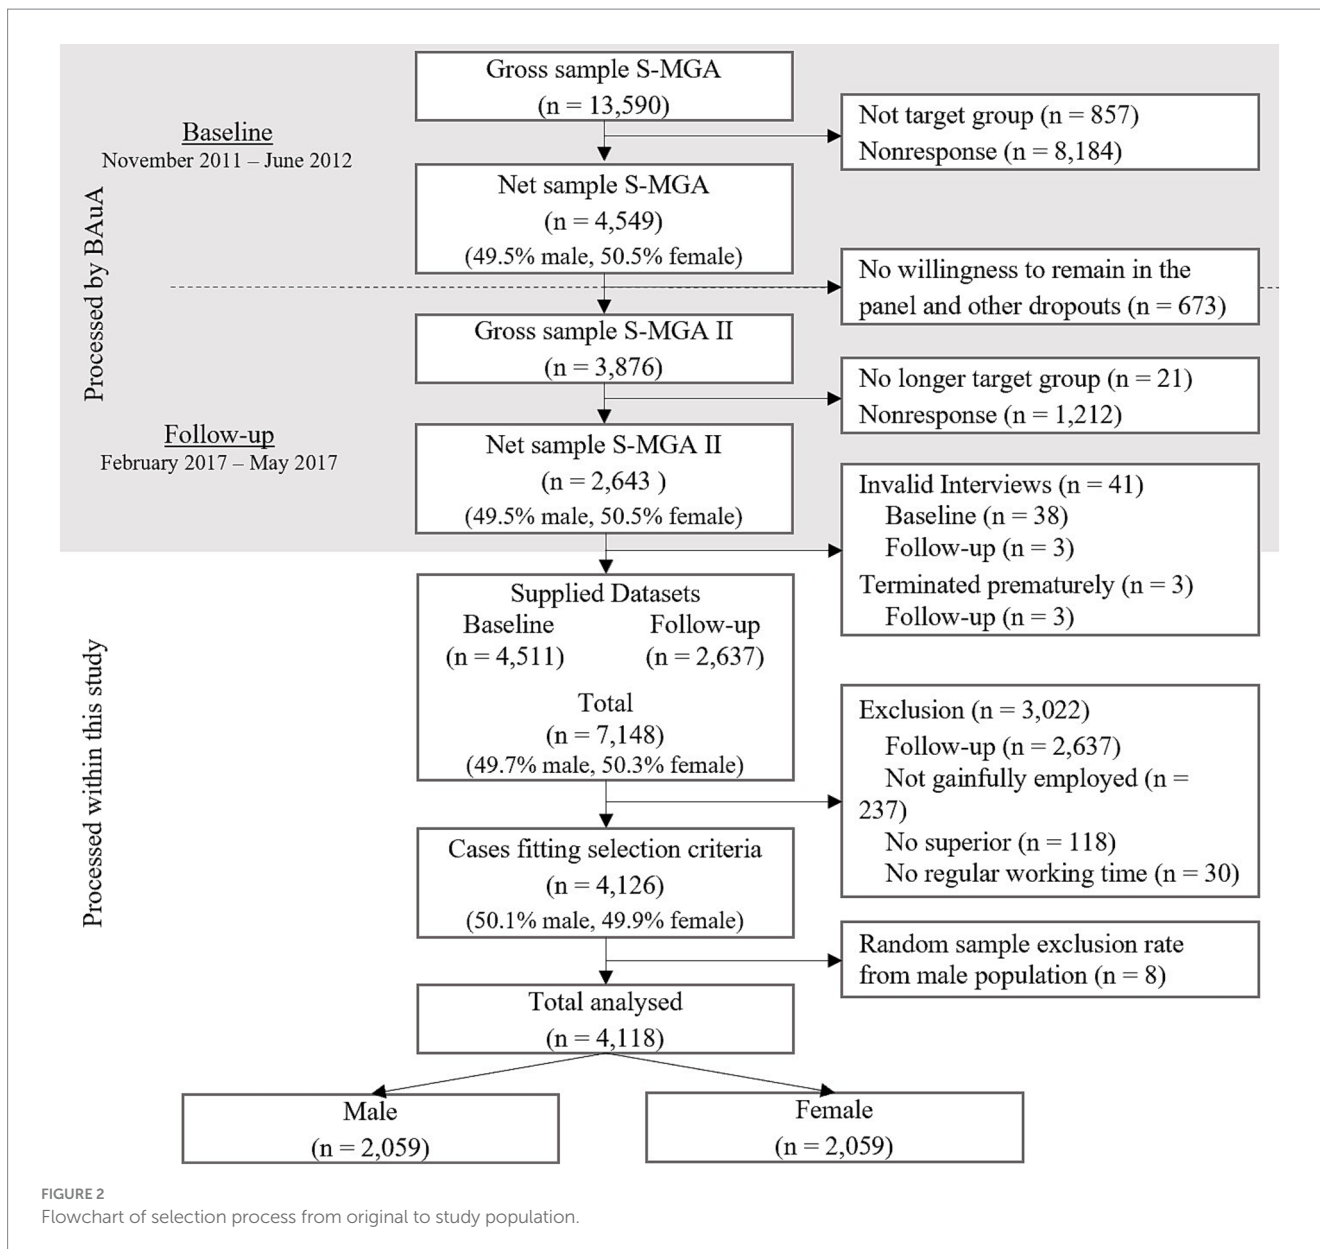 Gross sample S-MGA
(n = 13,590)
Not target group (n = 857)
Nonresponse (n = 8,184)
Baseline
November 2011 – June 2012
Net sample S-MGA
(n = 4,549)
(49.5% male, 50.5% female)
Processed by BAuA
No willingness to remain in the
panel and other dropouts (n = 673)
Gross sample S-MGA II
(n = 3,876)
No longer target group (n = 21)
Nonresponse (n = 1,212)
Follow-up
February 2017 – May 2017
Net sample S-MGA II
(n = 2,643 )
(49.5% male, 50.5% female)
Invalid Interviews (n = 41)
Baseline (n = 38)
Follow-up (n = 3)
Terminated prematurely (n = 3)
Follow-up (n = 3)
Supplied Datasets
Baseline Follow-up
(n = 4,511) (n = 2,637)
Total
(n = 7,148)
(49.7% male, 50.3% female)
Processed within this study
Exclusion (n = 3,022)
Follow-up (n = 2,637)
Not gainfully employed (n =
237)
No superior (n = 118)
No regular working time (n = 30)
Cases fitting selection criteria
(n = 4,126)
(50.1% male, 49.9% female)
Random sample exclusion rate
from male population (n = 8)
Total analysed
(n = 4,118)
Male
(n = 2,059)
Female
(n = 2,059)
FIGURE 2
Flowchart of selection process from original to study population.